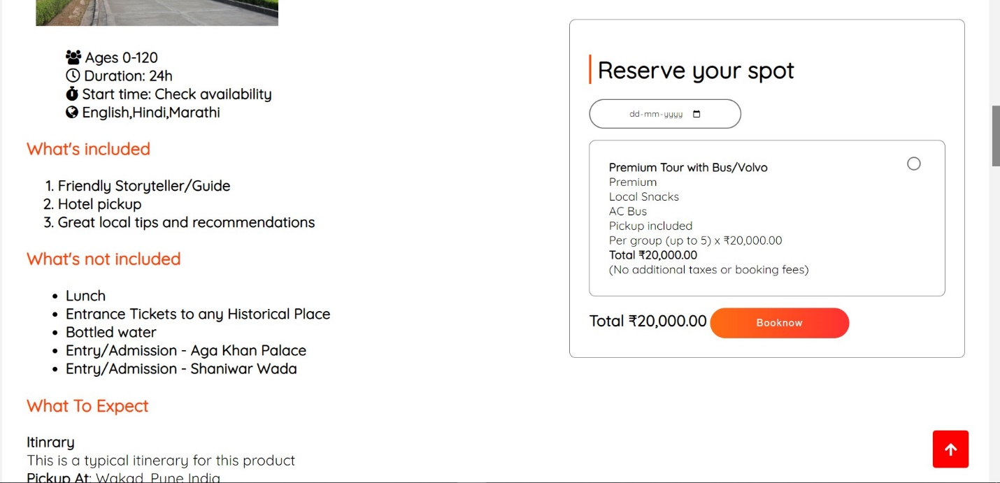 Ages 0-120
Duration: 24h
Start time: Check availability
English,Hindi,Marathi
What's included
1. Friendly Storyteller/Guide
2. Hotel pickup
3. Great local tips and recommendations
What's not included
Lunch
Entrance Tickets to any Historical Place
Bottled water
Entry/Admission - Aga Khan Palace
Entry/Admission - Shaniwar Wada
What To Expect
Itinrary
This is a typical itinerary for this product
Pickup At: Wakad, Pune India
Reserve your spot
dd-mm-yyyy
Premium Tour with Bus/Volvo
Premium
Local Snacks
AC Bus
Pickup included
Per group (up to 5) x ₹20,000.00
Total ₹20,000.00
(No additional taxes or booking fees)
Total ₹20,000.00
Booknow